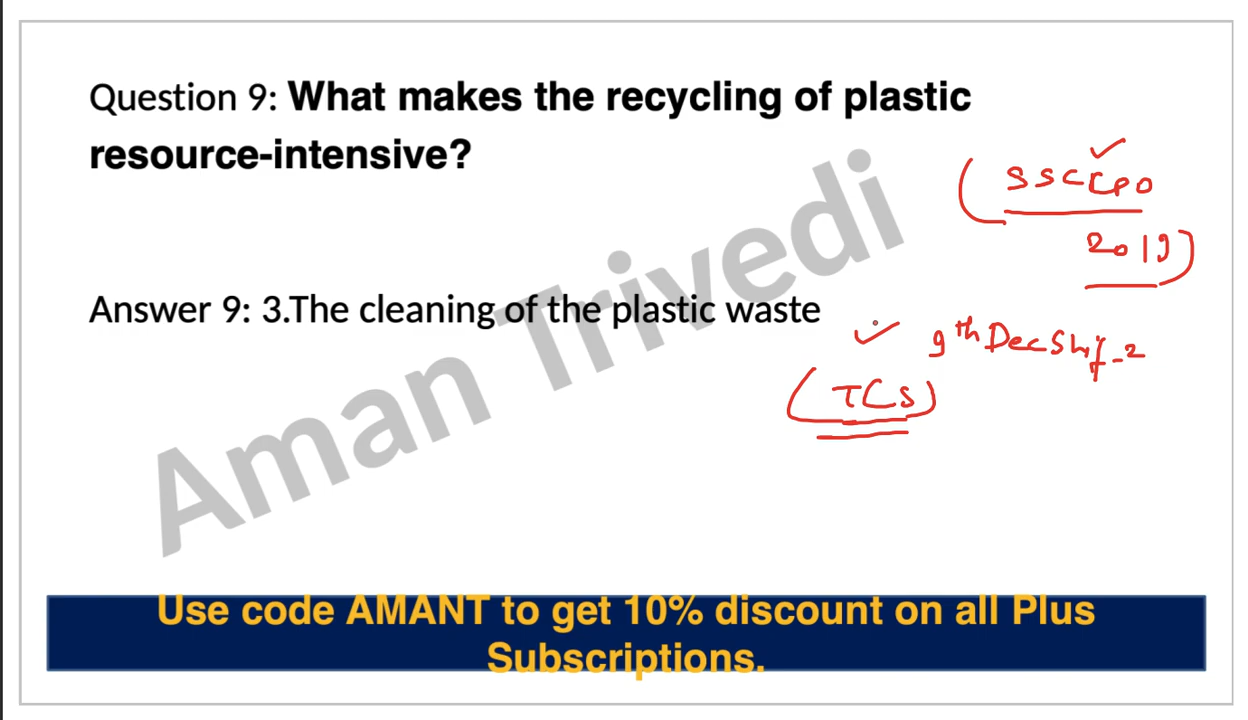 Question 9: What makes the recycling of plastic
resource-intensive?
SSC CPO
2019
Answer 9: 3.The cleaning of the plastic waste
9th Dec Shif-2
TCS
Aman Trivedi
Use code AMANT to get 10% discount on all Plus
Subscriptions.